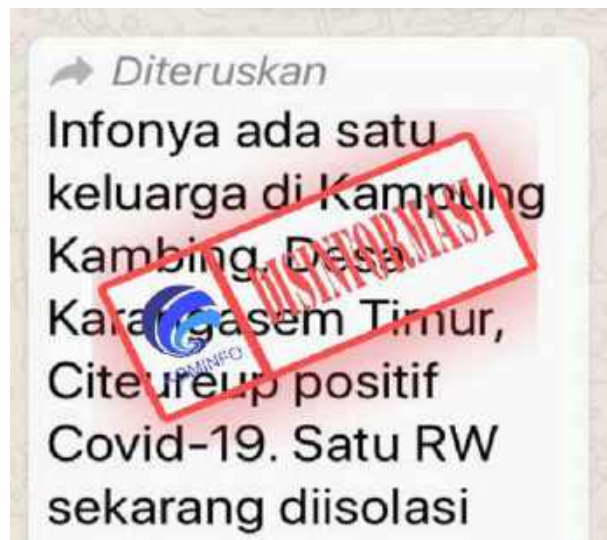 Diteruskan
Infonya ada satu
keluarga di Kampung
Kambing, Desa
Karangasem Timur,
Citeureup positif
Covid-19. Satu RW
sekarang diisolasi
DISINFORMASI
KOMINFO